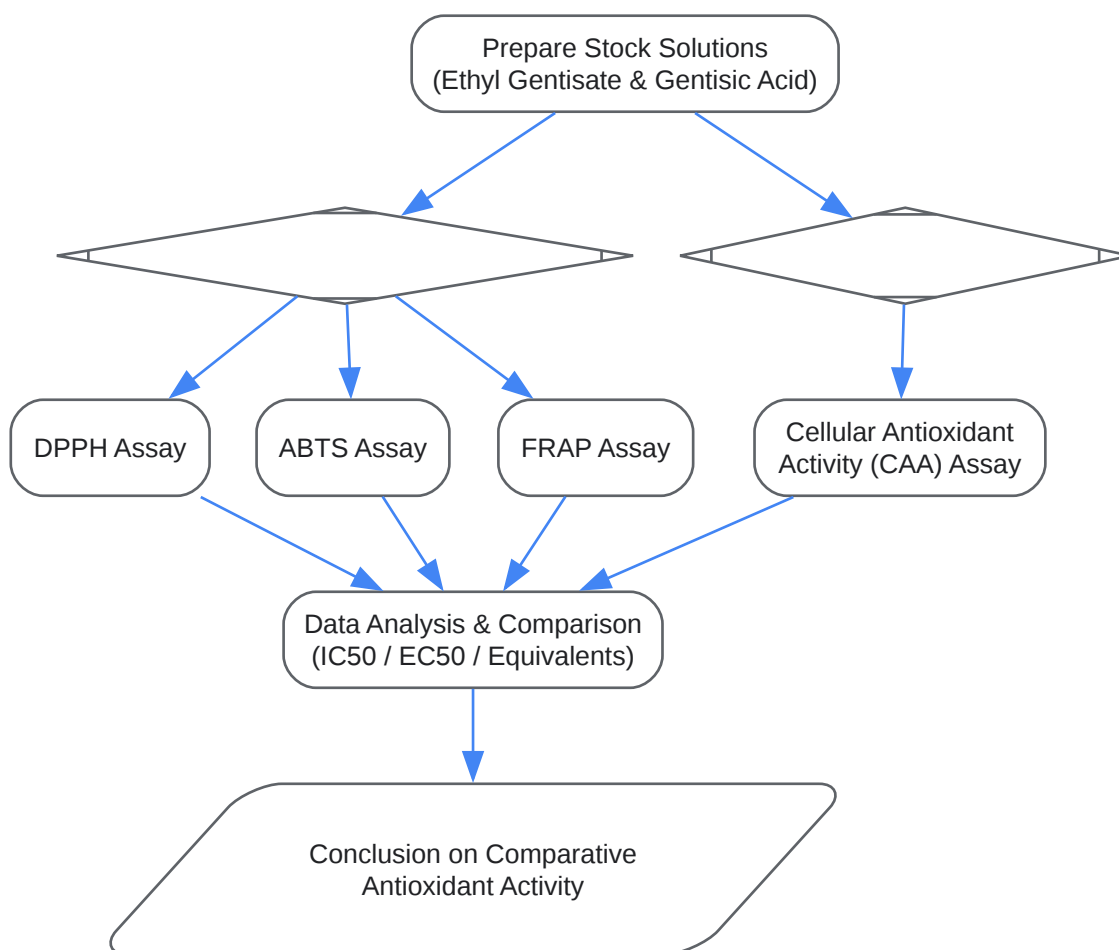 Prepare Stock Solutions
(Ethyl Gentisate & Gentisic Acid)
DPPH Assay
ABTS Assay
FRAP Assay
Cellular Antioxidant
Activity (CAA) Assay
Data Analysis & Comparison
(IC50 / EC50 / Equivalents)
Conclusion on Comparative
Antioxidant Activity